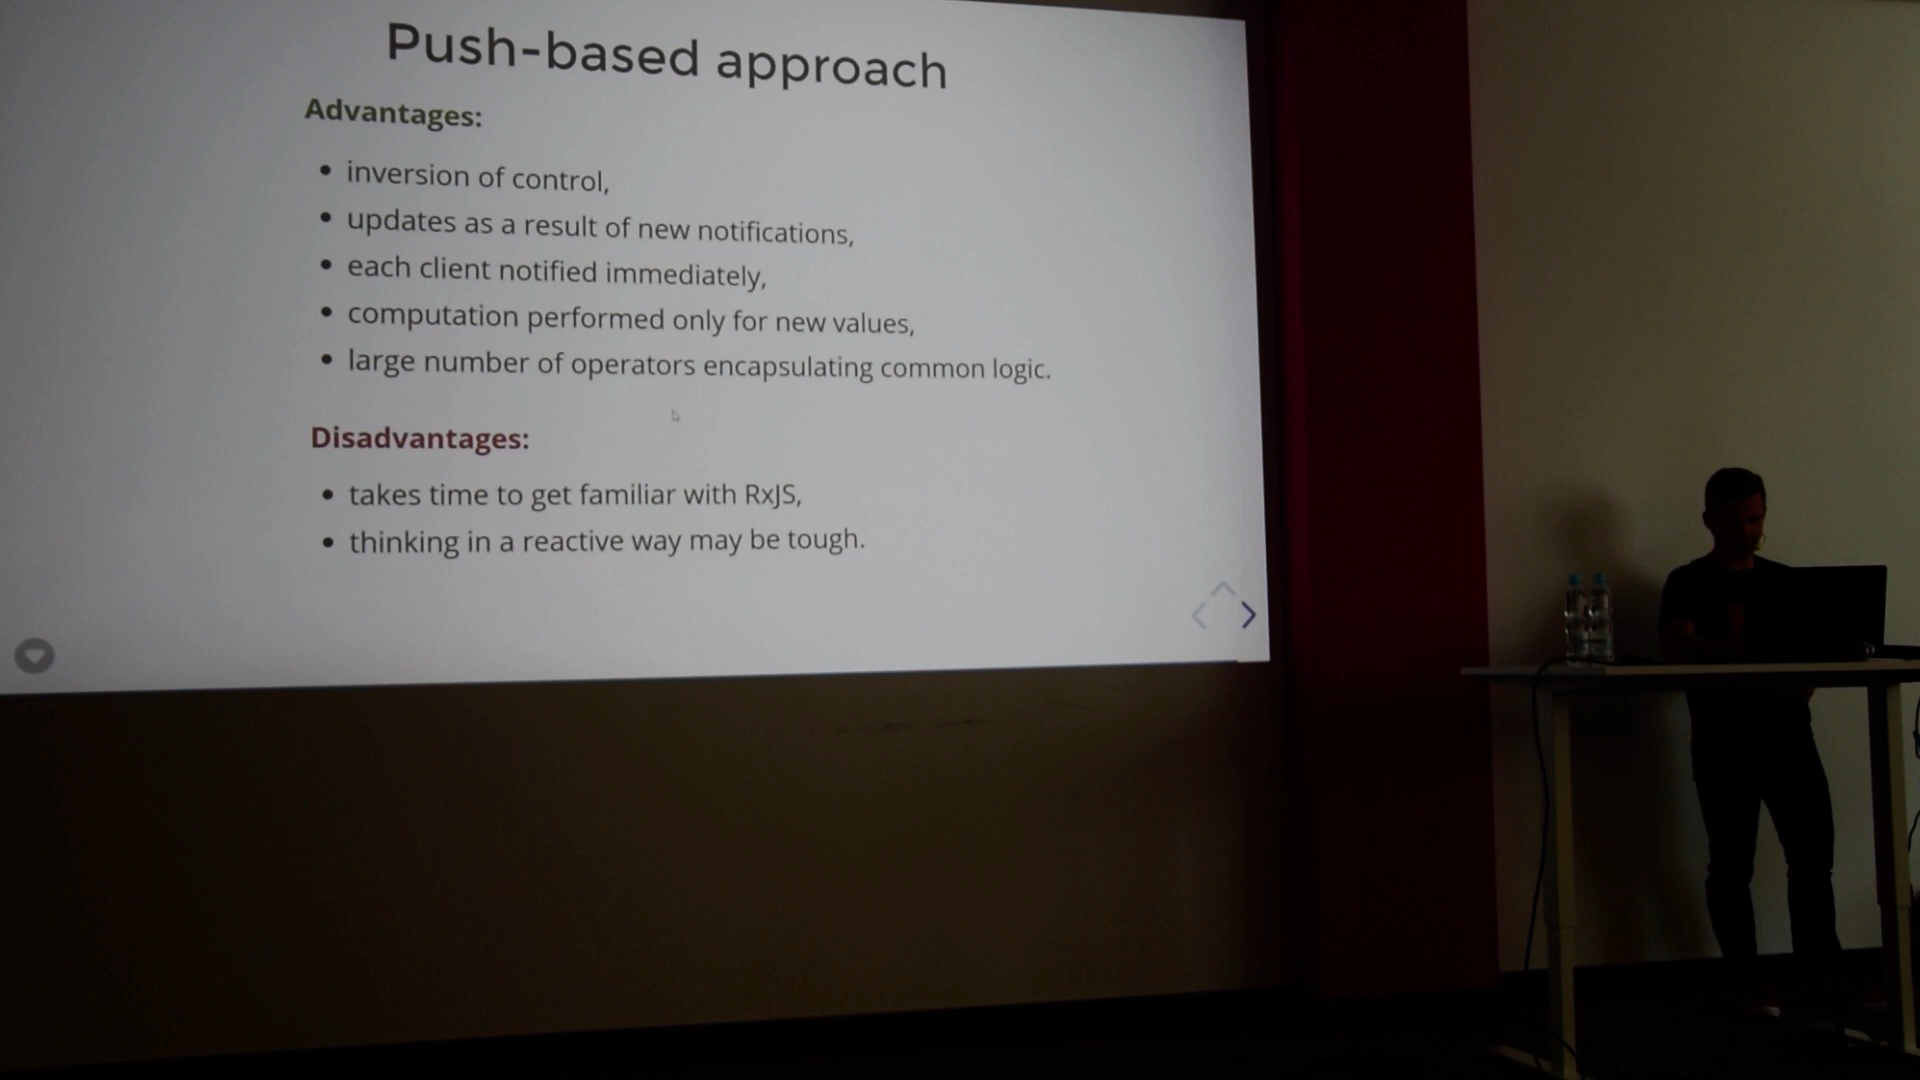 Push-based approach
Advantages:
• inversion of control,
• updates as a result of new notifications,
• each client notified immediately,
• computation performed only for new values,
• large number of operators encapsulating common logic.
Disadvantages:
• takes time to get familiar with RxJS,
• thinking in a reactive way may be tough.